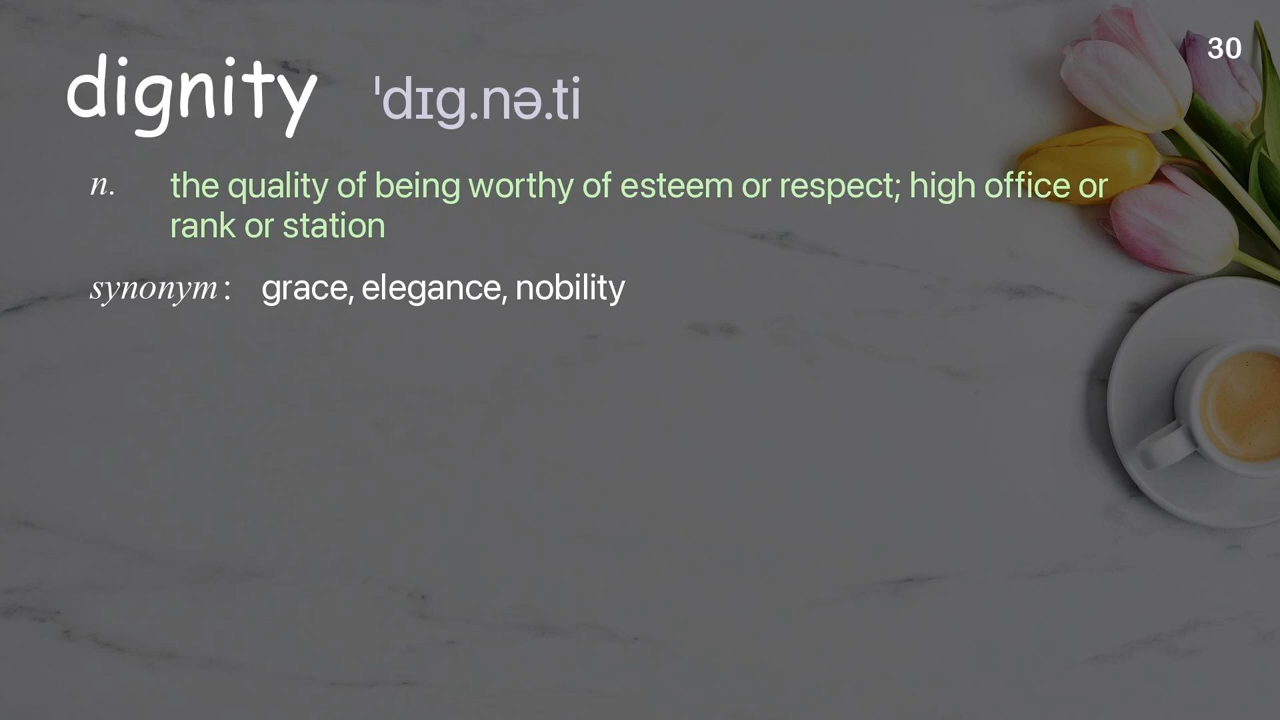 30
dignity ˈdɪg.nə.ti
n. the quality of being worthy of esteem or respect; high office or
rank or station
synonym: grace, elegance, nobility